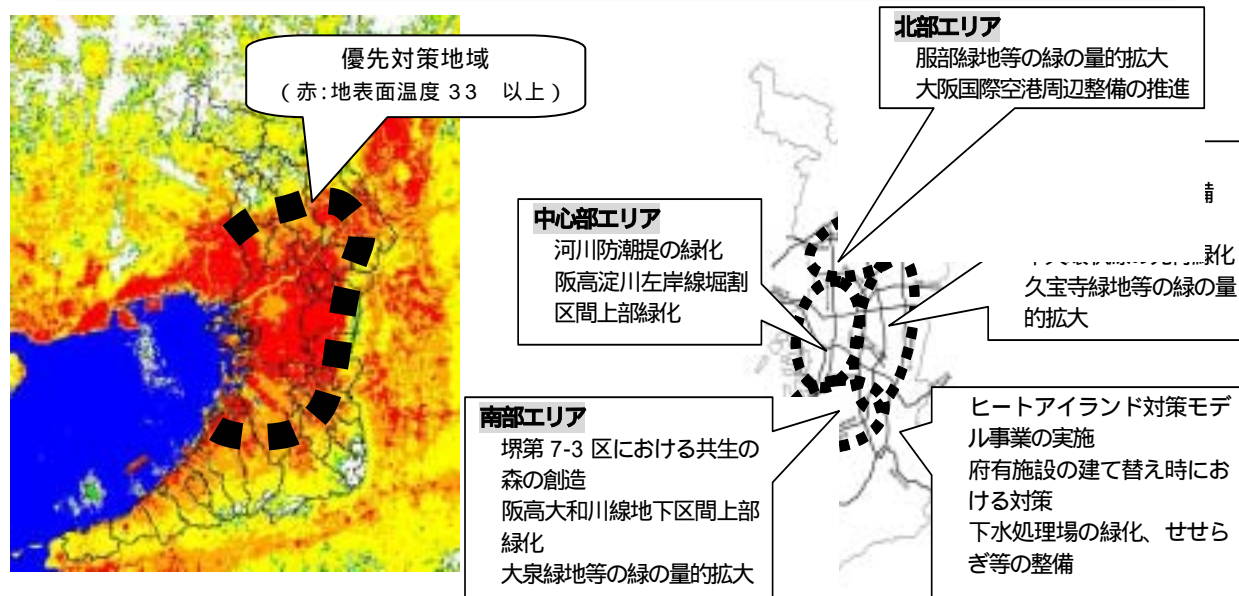 優先対策地域
(赤:地表面温度 33 以上)
北部エリア
服部緑地等の緑の量的拡大
大阪国際空港周辺整備の推進
備
緑化
久宝寺緑地等の緑の量
的拡大
中心部エリア
河川防潮提の緑化
阪高淀川左岸線堀割
区間上部緑化
南部エリア
堺第 7-3 区における共生の
森の創造
阪高大和川線地下区間上部
緑化
大泉緑地等の緑の量的拡大
ヒートアイランド対策モデ
ル事業の実施
府有施設の建て替え時にお
ける対策
下水処理場の緑化、せせら
ぎ等の整備